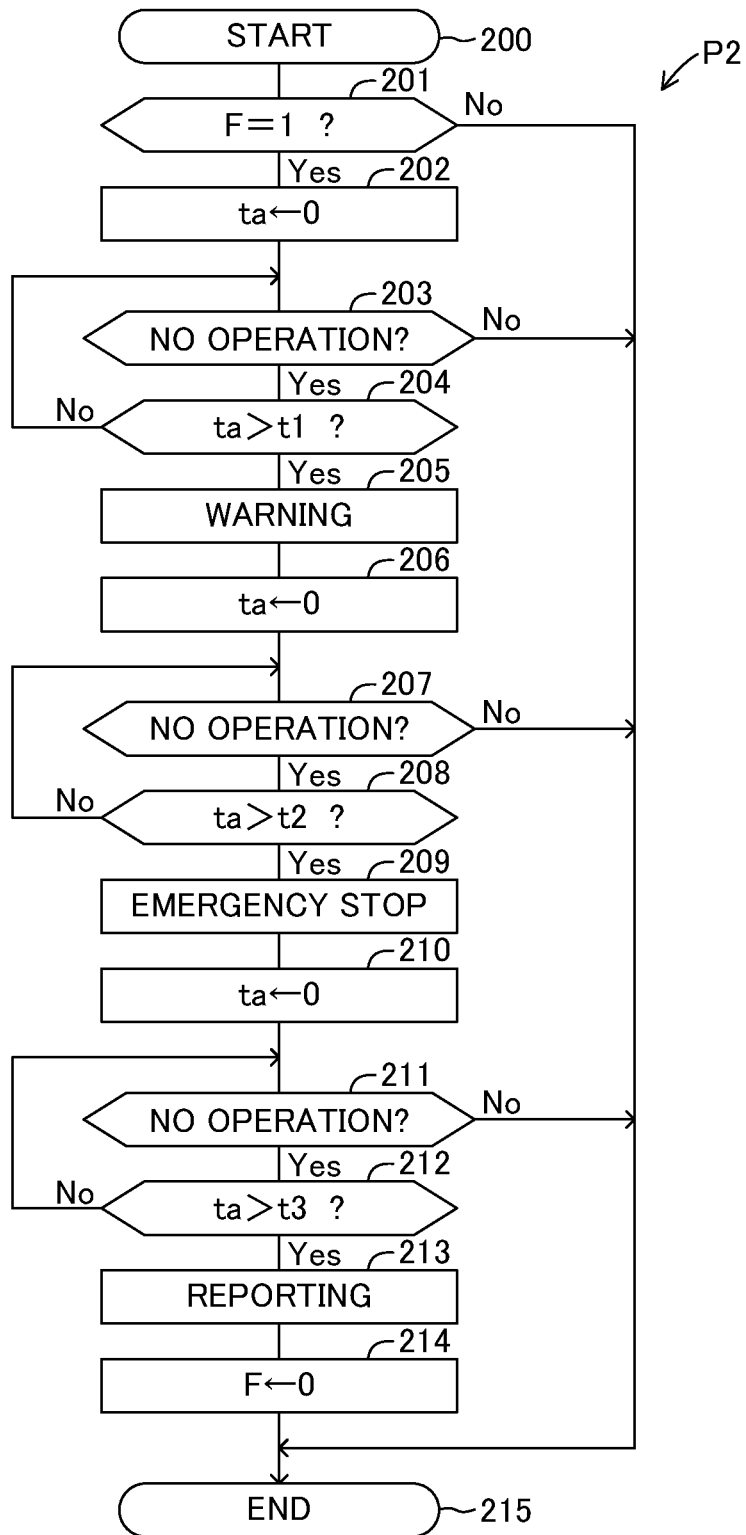 START
200
P2
201
F=1 ?
No
Yes
202
ta←0
203
NO OPERATION?
No
Yes
204
No
ta>t1 ?
Yes
205
WARNING
206
ta←0
207
NO OPERATION?
No
Yes
208
No
ta>t2 ?
Yes
209
EMERGENCY STOP
210
ta←0
211
NO OPERATION?
No
Yes
212
No
ta>t3 ?
Yes
213
REPORTING
214
F←0
END
215